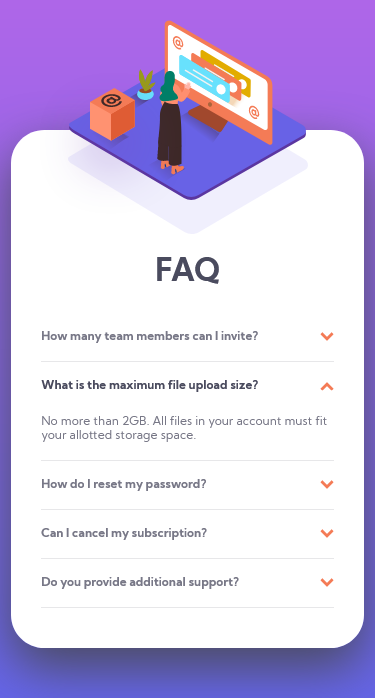 @
@
@
FAQ
How many team members can I invite?
What is the maximum file upload size?
No more than 2GB. All files in your account must fit
your allotted storage space.
How do I reset my password?
Can I cancel my subscription?
Do you provide additional support?